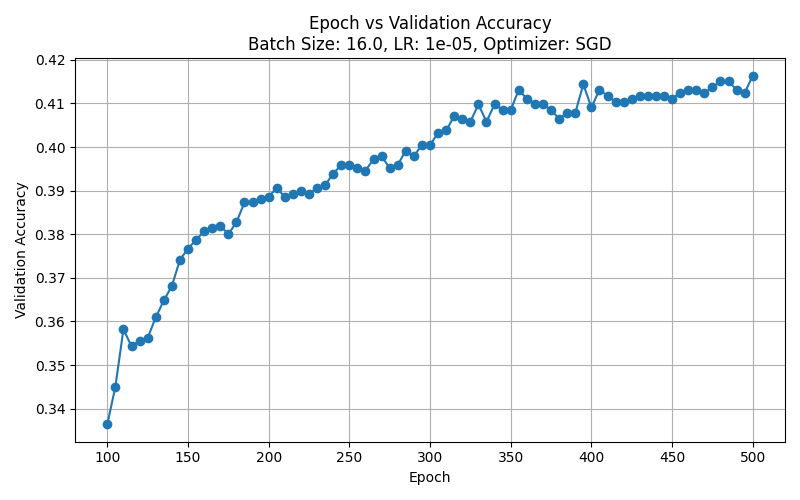 Epoch vs Validation Accuracy
Batch Size: 16.0, LR: 1e-05, Optimizer: SGD
Validation Accuracy
0.42
0.41
0.40
0.39
0.38
0.37
0.36
0.35
0.34
100 150 200 250 300 350 400 450 500
Epoch